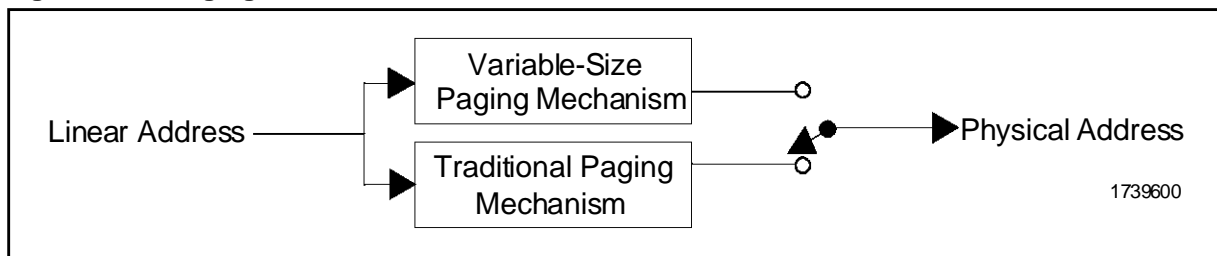 Variable-Size
Paging Mechanism
Linear Address
Physical Address
Traditional Paging
Mechanism
1739600